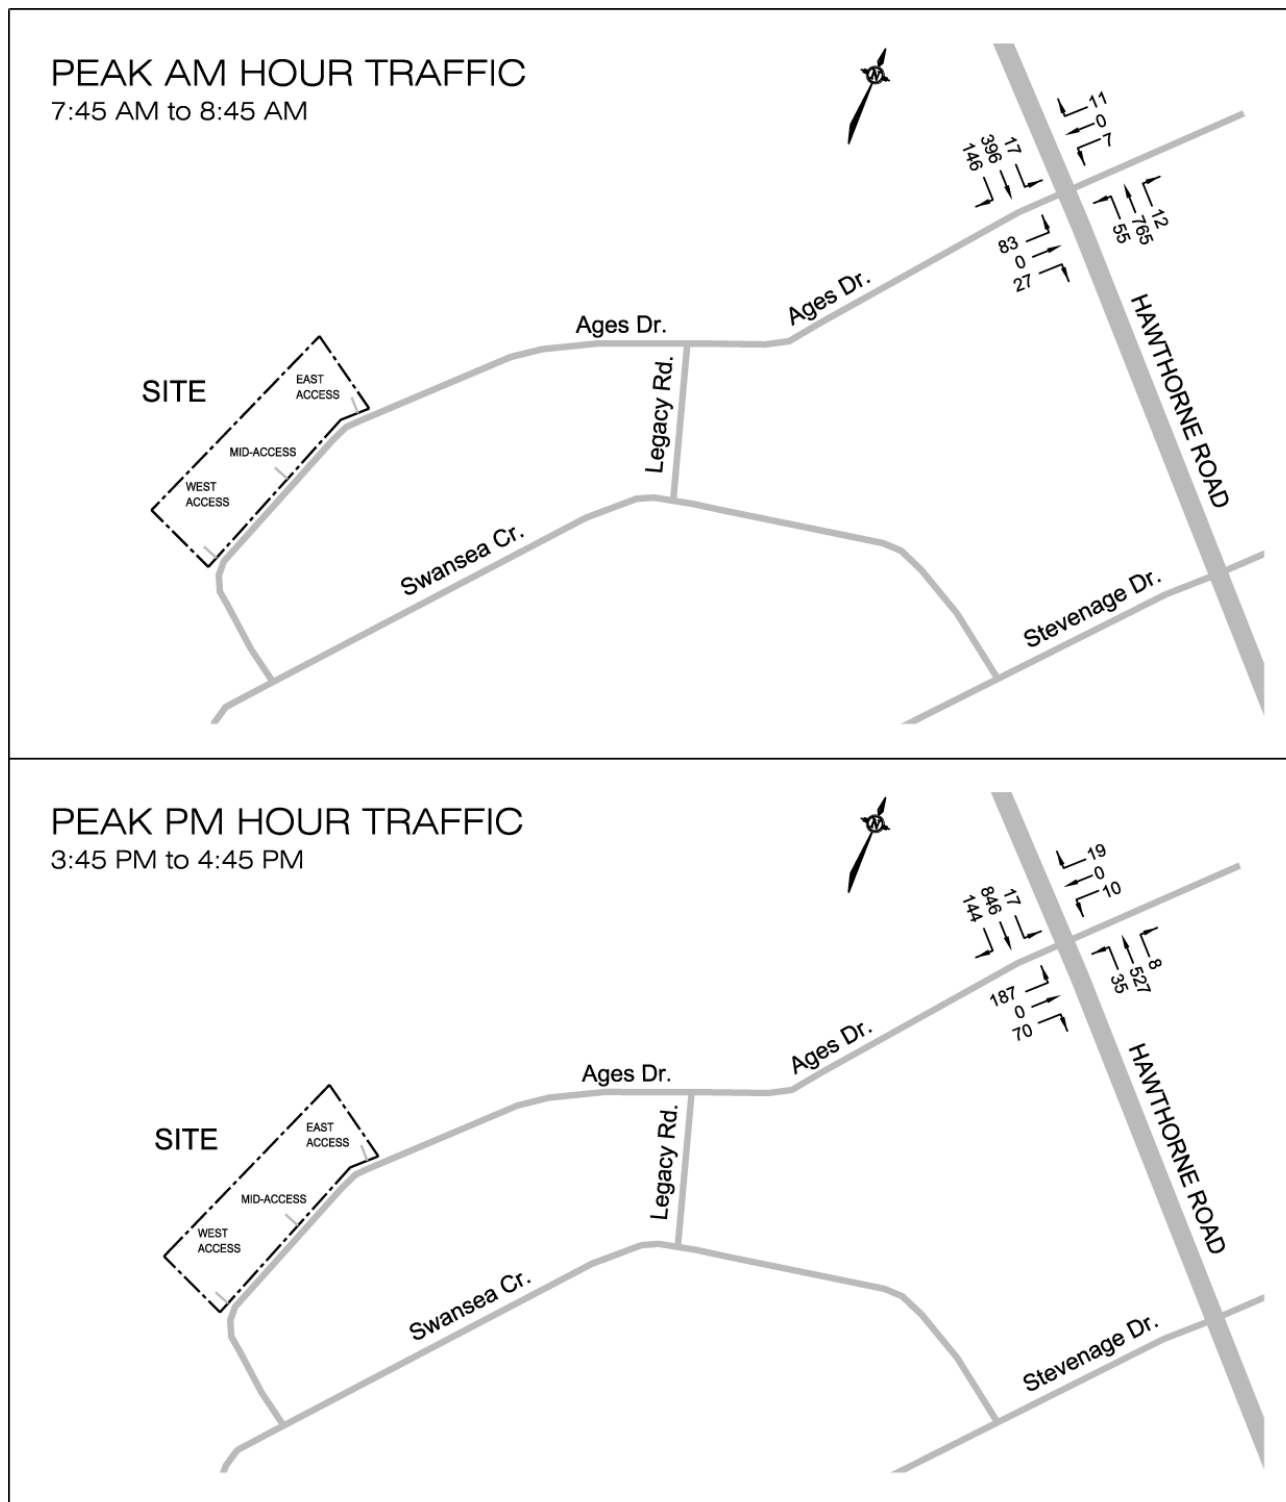 PEAK AM HOUR TRAFFIC
7:45 AM to 8:45 AM
N
11
0
7
17
396
146
12
765
55
83
0
27
HAWTHORNE ROAD
Ages Dr.
Ages Dr.
Legacy Rd.
SITE
EAST
ACCESS
MID-ACCESS
WEST
ACCESS
Swansea Cr.
Stevenage Dr.
PEAK PM HOUR TRAFFIC
3:45 PM to 4:45 PM
N
19
0
10
17
846
144
8
527
35
187
0
70
HAWTHORNE ROAD
Ages Dr.
Ages Dr.
Legacy Rd.
SITE
EAST
ACCESS
MID-ACCESS
WEST
ACCESS
Swansea Cr.
Stevenage Dr.